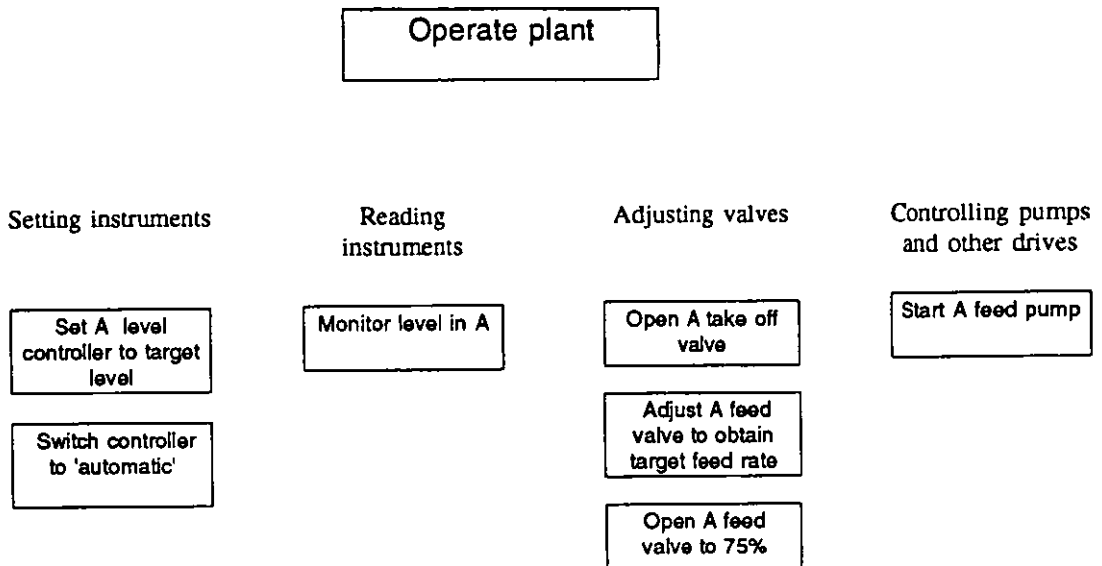 Operate plant
Setting instruments
Reading
instruments
Adjusting valves
Controlling pumps
and other drives
Set A level
controller to target
level
Switch controller
to 'automatic'
Monitor level in A
Open A take off
valve
Adjust A feed
valve to obtain
target feed rate
Open A feed
valve to 75%
Start A feed pump